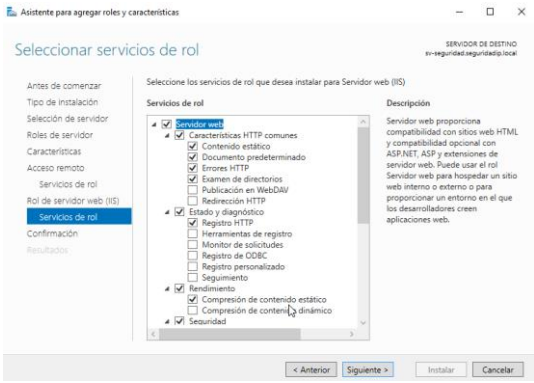 Asistente para agregar roles y características
Seleccionar servicios de rol
SERVIDOR DE DESTINO
sv-seguridad.seguridadip.local
Antes de comenzar
Tipo de instalación
Selección de servidor
Roles de servidor
Características
Acceso remoto
Servicios de rol
Rol de servidor web (IIS)
Servicios de rol
Confirmación
Resultados
Seleccione los servicios de rol que desea instalar para Servidor web (IIS)
Servicios de rol
Servidor web
Características HTTP comunes
Contenido estático
Documento predeterminado
Errores HTTP
Examen de directorios
Publicación en WebDAV
Redirección HTTP
Estado y diagnóstico
Registro HTTP
Herramientas de registro
Monitor de solicitudes
Registro de ODBC
Registro personalizado
Seguimiento
Rendimiento
Compresión de contenido estático
Compresión de contenido dinámico
Seguridad
Descripción
Servidor web proporciona
compatibilidad con sitios web HTML
y compatibilidad opcional con
ASP.NET, ASP y extensiones de
servidor web. Puede usar el rol
Servidor web para hospedar un sitio
web interno o externo o para
proporcionar un entorno en el que
los desarrolladores creen
aplicaciones web.
< Anterior
Siguiente >
Instalar
Cancelar